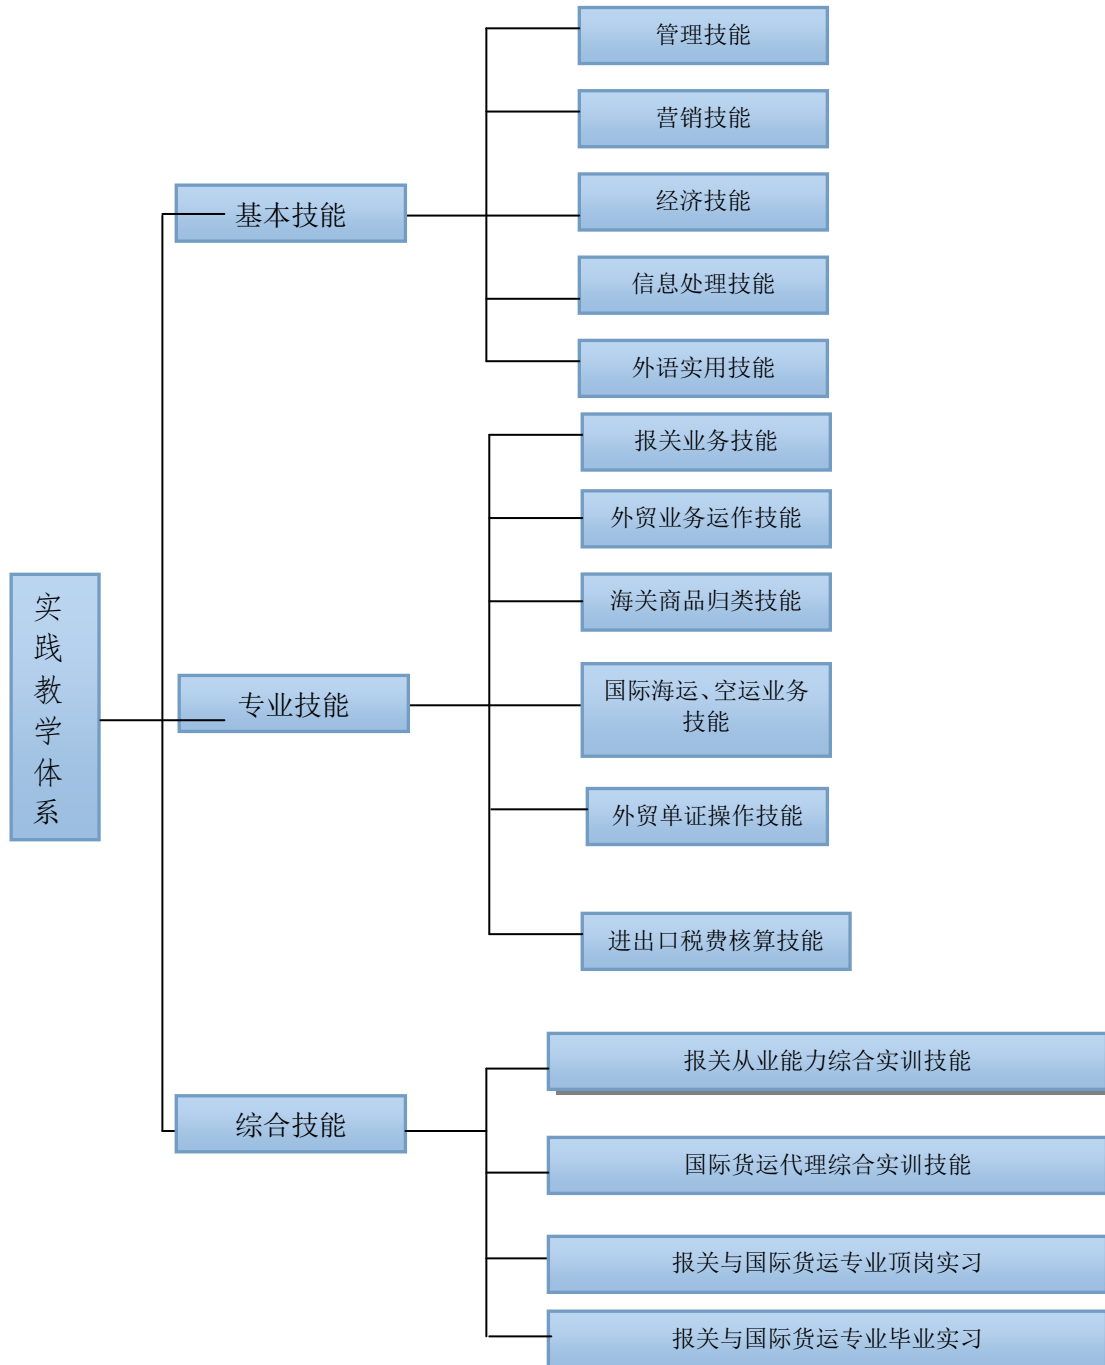 实践教学体系
基本技能
管理技能
营销技能
经济技能
信息处理技能
外语实用技能
专业技能
报关业务技能
外贸业务运作技能
海关商品归类技能
国际海运、空运业务
技能
外贸单证操作技能
进出口税费核算技能
综合技能
报关从业能力综合实训技能
国际货运代理综合实训技能
报关与国际货运专业顶岗实习
报关与国际货运专业毕业实习